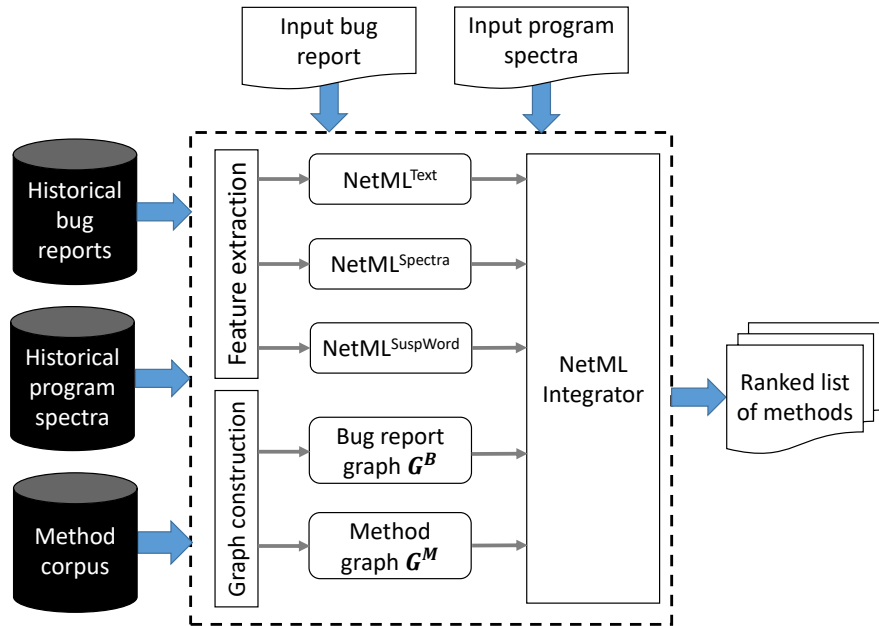 Input bug
report
Input program
spectra
Historical
bug
reports
Historical
program
spectra
Method
corpus
Feature extraction
Graph construction
NetML^Text
NetML^Spectra
NetML^SuspWord
Bug report
graph G^B
Method
graph G^M
NetML
Integrator
Ranked list
of methods